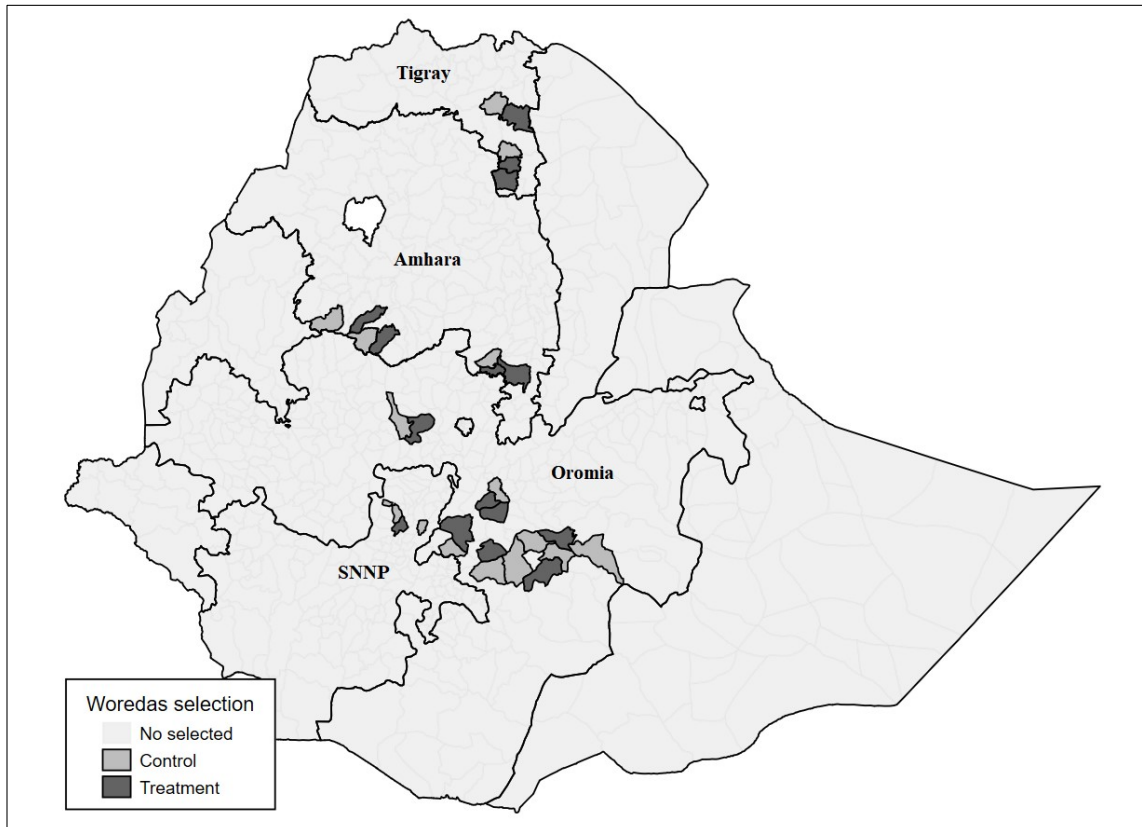 Tigray
Amhara
Oromia
SNNP
Woredas selection
No selected
Control
Treatment